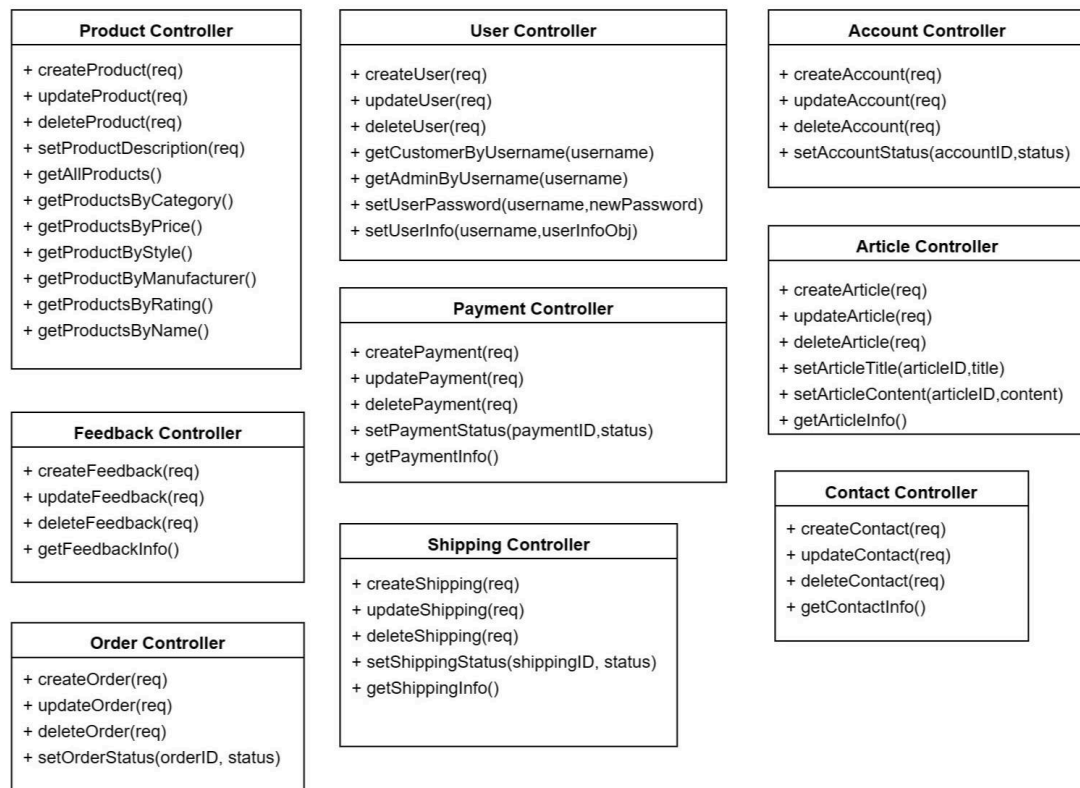 Product Controller
+ createProduct(req)
+ updateProduct(req)
+ deleteProduct(req)
+ setProductDescription(req)
+ getAllProducts()
+ getProductsByCategory()
+ getProductsByPrice()
+ getProductByStyle()
+ getProductByManufacturer()
+ getProductsByRating()
+ getProductsByName()
Feedback Controller
+ createFeedback(req)
+ updateFeedback(req)
+ deleteFeedback(req)
+ getFeedbackInfo()
Order Controller
+ createOrder(req)
+ updateOrder(req)
+ deleteOrder(req)
+ setOrderStatus(orderID, status)
User Controller
+ createUser(req)
+ updateUser(req)
+ deleteUser(req)
+ getCustomerByUsername(username)
+ getAdminByUsername(username)
+ setUserPassword(username,newPassword)
+ setUserInfo(username,userInfoObj)
Payment Controller
+ createPayment(req)
+ updatePayment(req)
+ deletePayment(req)
+ setPaymentStatus(paymentID,status)
+ getPaymentInfo()
Shipping Controller
+ createShipping(req)
+ updateShipping(req)
+ deleteShipping(req)
+ setShippingStatus(shippingID, status)
+ getShippingInfo()
Account Controller
+ createAccount(req)
+ updateAccount(req)
+ deleteAccount(req)
+ setAccountStatus(accountID,status)
Article Controller
+ createArticle(req)
+ updateArticle(req)
+ deleteArticle(req)
+ setArticleTitle(articleID,title)
+ setArticleContent(articleID,content)
+ getArticleInfo()
Contact Controller
+ createContact(req)
+ updateContact(req)
+ deleteContact(req)
+ getContactInfo()